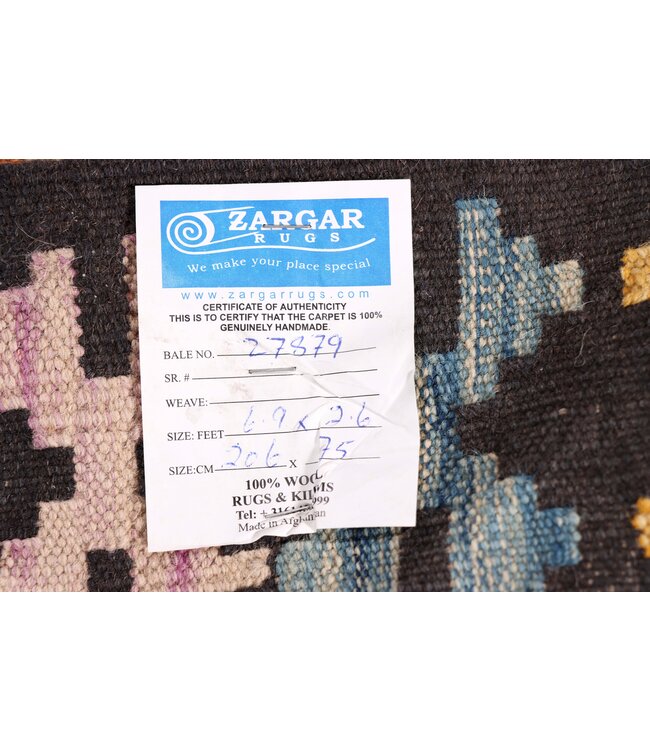 ZARGAR
RUGS
We make your place special
www.zargarrugs.com
CERTIFICATE OF AUTHENTICITY
THIS IS TO CERTIFY THAT THE CARPET IS 100%
GENUINELY HANDMADE.
BALE NO. 27879
SR. #
WEAVE:
SIZE: FEET 6.9 x 2.6
SIZE:CM 206 X 75
100% WOOL
RUGS & KILIMS
Tel:
Made in Afghanistan